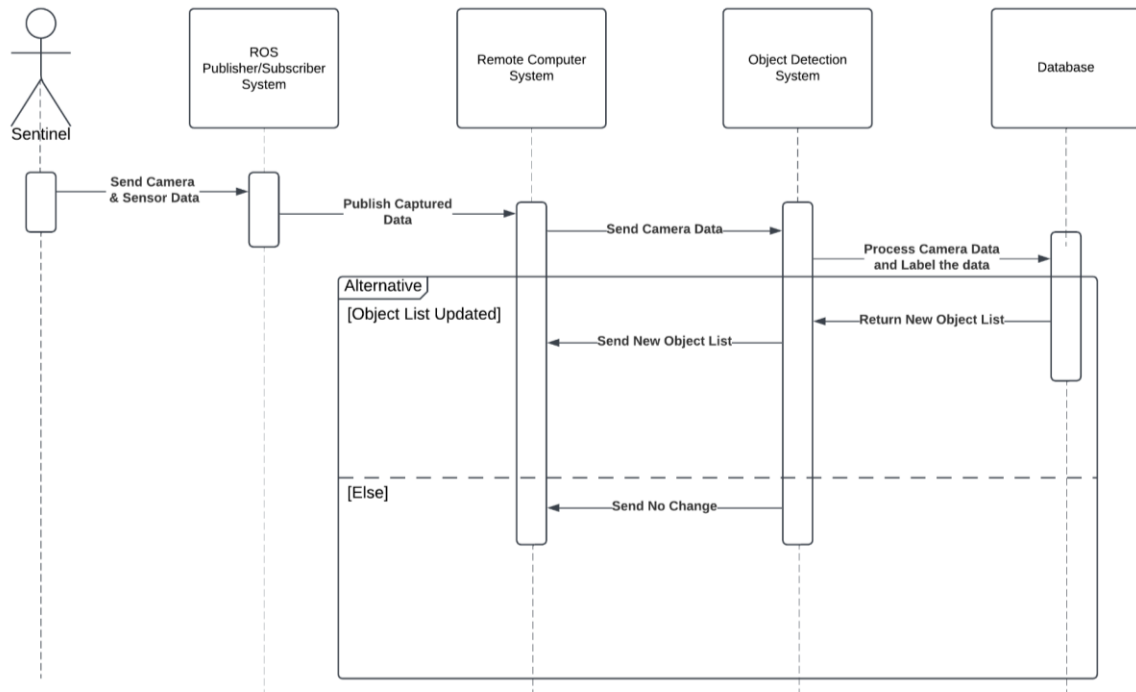 ROS
Publisher/Subscriber
System
Remote Computer
System
Object Detection
System
Database
Sentinel
Send Camera
& Sensor Data
Publish Captured
Data
Send Camera Data
Process Camera Data
and Label the data
Alternative
[Object List Updated]
Return New Object List
Send New Object List
[Else]
Send No Change